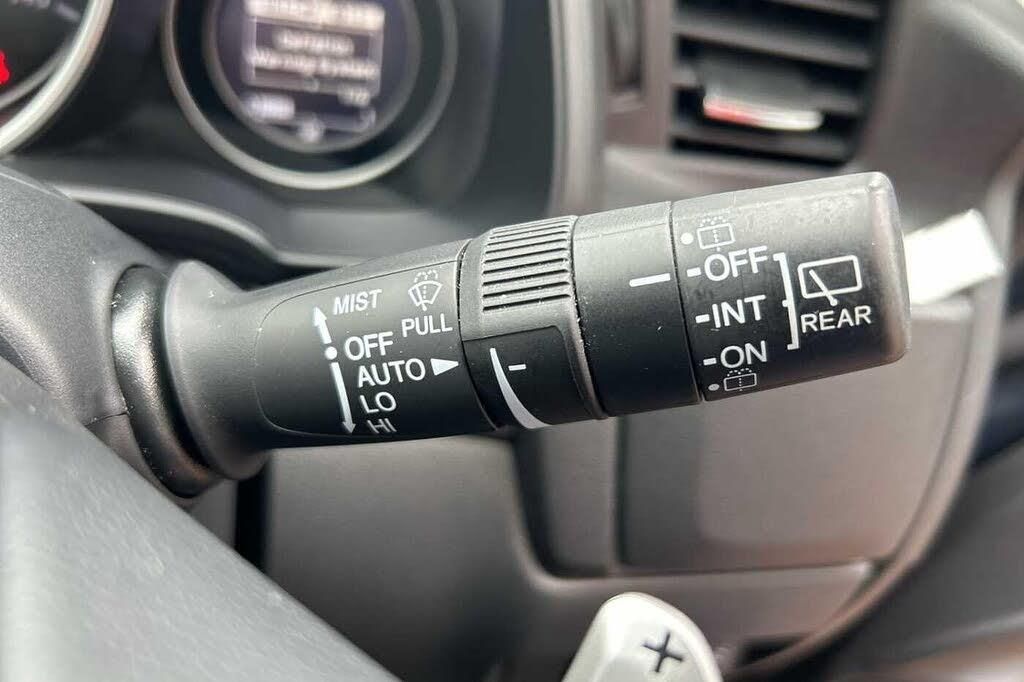 MIST
PULL
OFF
AUTO
LO
HI
-
-OFF
-INT
-ON
REAR
+